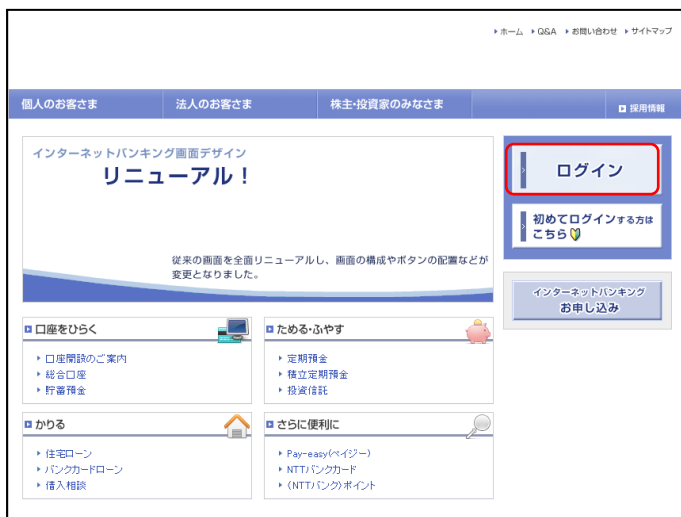 ホーム Q&A お問い合わせ サイトマップ
個人のお客さま 法人のお客さま 株主・投資家のみなさま 採用情報
インターネットバンキング画面デザイン
リニューアル！
従来の画面を全面リニューアルし、画面の構成やボタンの配置などが
変更となりました。
ログイン
初めてログインする方は
こちら
インターネットバンキング
お申し込み
口座をひらく
口座開設のご案内
総合口座
貯蓄預金
ためる・ふやす
定期預金
積立定期預金
投資信託
かりる
住宅ローン
バンクカードローン
借入相談
さらに便利に
Pay-easy(ペイジー)
NTTバンクカード
〈NTTバンク〉ポイント